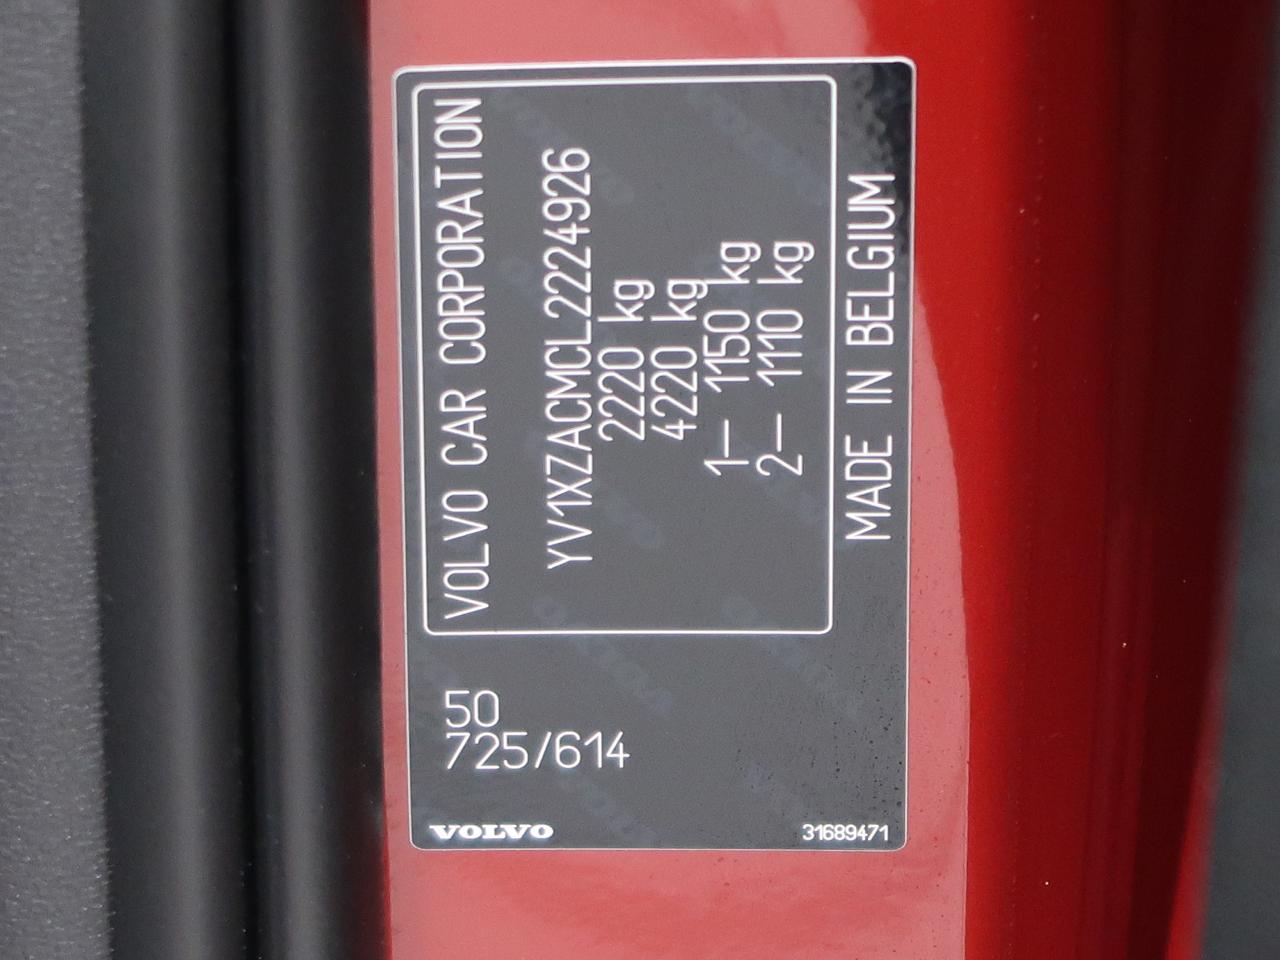 VOLVO CAR CORPORATION
YV1XZACMCL2224926
2220 kg
4220 kg
1— 1150 kg
2— 1110 kg
MADE IN BELGIUM
50
725/614
VOLVO
31689471